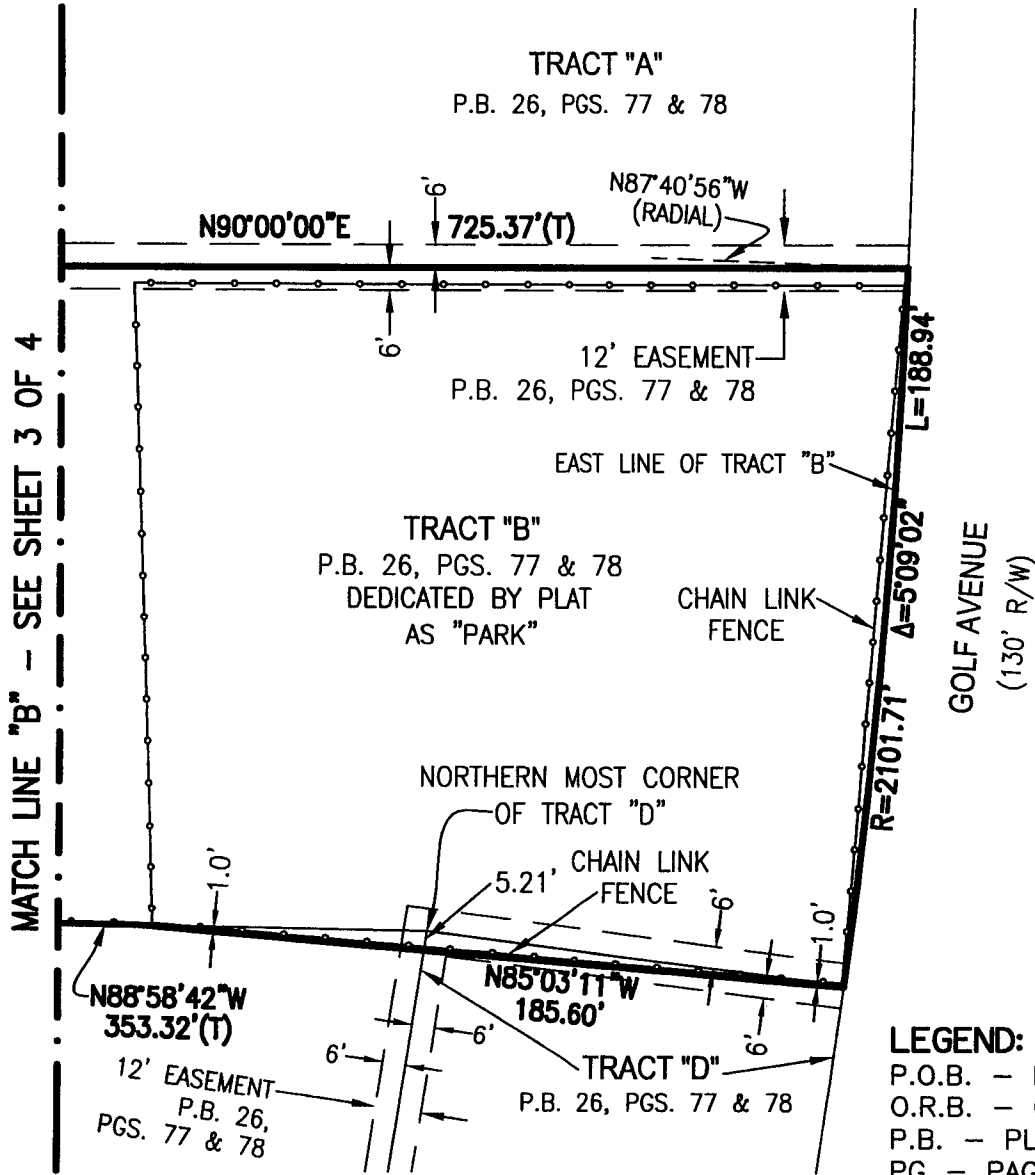 TRACT "A"
P.B. 26, PGS. 77 & 78
N87°40'56"W
(RADIAL)
6'
N90°00'00"E
725.37'(T)
6'
12' EASEMENT
P.B. 26, PGS. 77 & 78
L=188.94'
EAST LINE OF TRACT "B"
MATCH LINE "B" - SEE SHEET 3 OF 4
TRACT "B"
P.B. 26, PGS. 77 & 78
DEDICATED BY PLAT
AS "PARK"
CHAIN LINK
FENCE
Δ=5°09'02"
R=2101.71'
GOLF AVENUE
(130' R/W)
NORTHERN MOST CORNER
OF TRACT "D"
5.21'
CHAIN LINK
FENCE
1.0'
6'
1.0'
N88°58'42"W
353.32'(T)
N85°03'11"W
185.60'
6'
6'
6'
12' EASEMENT
P.B. 26,
PGS. 77 & 78
TRACT "D"
P.B. 26, PGS. 77 & 78
LEGEND:
P.O.B. -
O.R.B. -
P.B. - PL
PG. - PAG